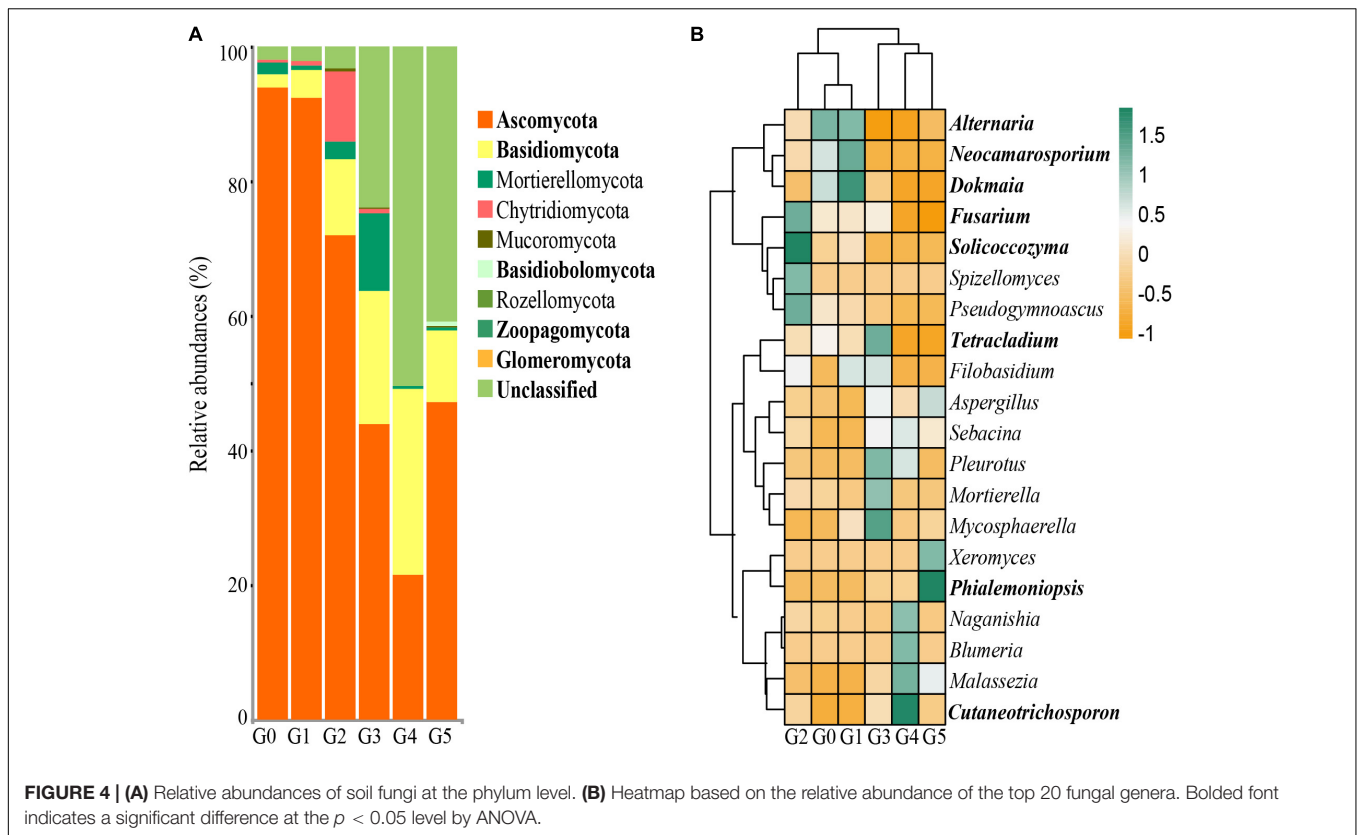 A
100
80
60
40
20
0
Relative abundances (%)
G0 G1 G2 G3 G4 G5
Ascomycota
Basidiomycota
Mortierellomycota
Chytridiomycota
Mucoromycota
Basidiobolomycota
Rozellomycota
Zoopagomycota
Glomeromycota
Unclassified
B
Alternaria
Neocamarosporium
Dokmaia
Fusarium
Solicoccozyma
Spizellomyces
Pseudogymnoascus
Tetracladium
Filobasidium
Aspergillus
Sebacina
Pleurotus
Mortierella
Mycosphaerella
Xeromyces
Phialemoniopsis
Naganishia
Blumeria
Malassezia
Cutaneotrichosporon
G2 G0 G1 G3 G4 G5
1.5
1
0.5
0
-0.5
-1
FIGURE 4 | (A) Relative abundances of soil fungi at the phylum level. (B) Heatmap based on the relative abundance of the top 20 fungal genera. Bolded font
indicates a significant difference at the p < 0.05 level by ANOVA.